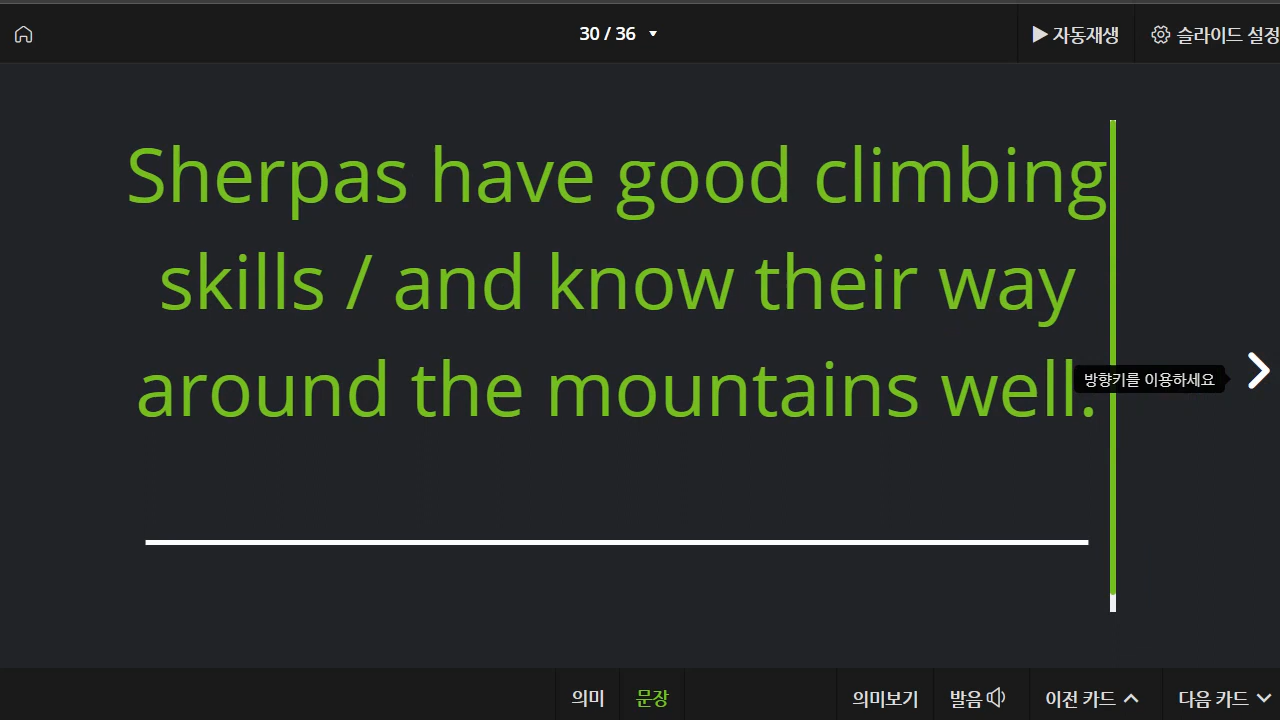 30 / 36
자동재생
슬라이드 설정
Sherpas have good climbing
skills / and know their way
around the mountains well.
방향키를 이용하세요
의미
문장
의미보기
발음
이전 카드
다음 카드